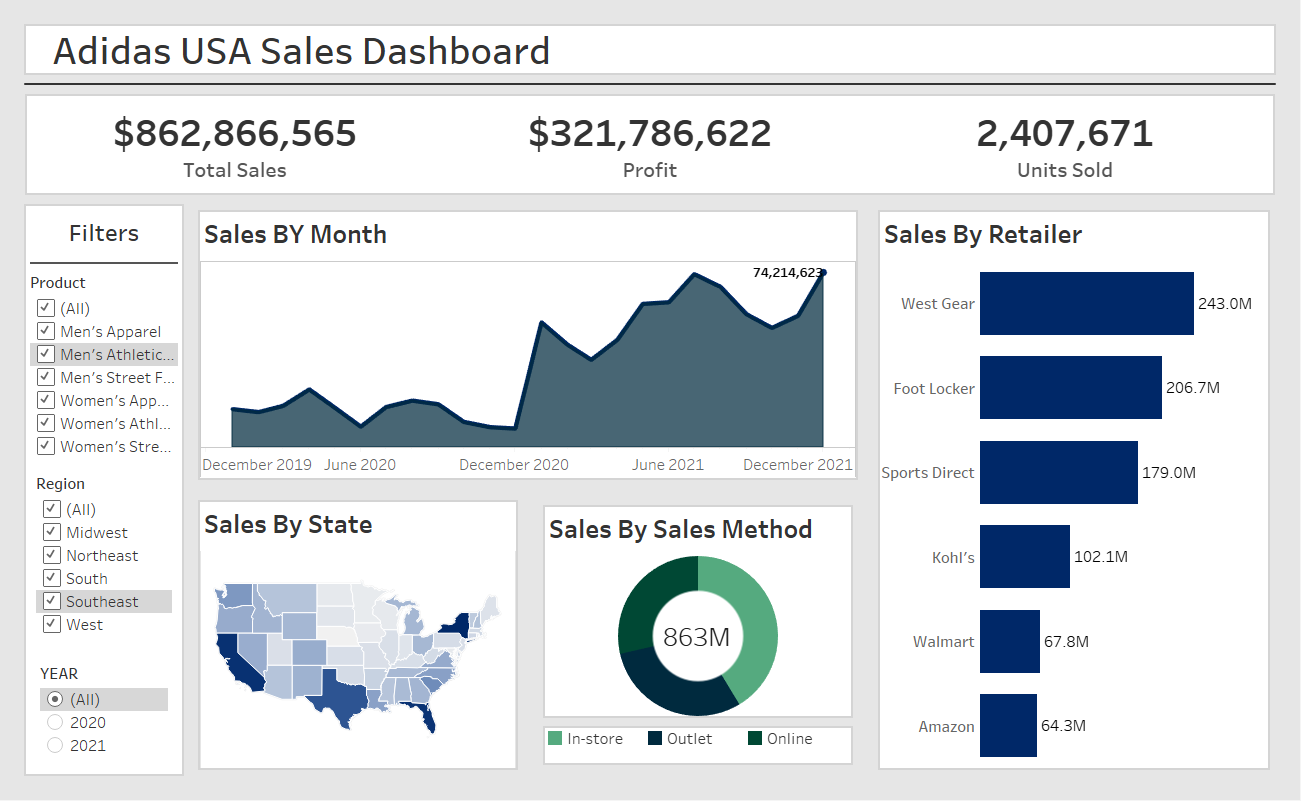 Adidas USA Sales Dashboard
$862,866,565
Total Sales
$321,786,622
Profit
2,407,671
Units Sold
Filters
Product
(All)
Men's Apparel
Men's Athletic...
Men's Street F...
Women's App...
Women's Athl...
Women's Stre...
Region
(All)
Midwest
Northeast
South
Southeast
West
YEAR
(All)
2020
2021
Sales BY Month
74,214,623
December 2019 June 2020 December 2020 June 2021 December 2021
Sales By State
Sales By Sales Method
863M
In-store Outlet Online
Sales By Retailer
West Gear 243.0M
Foot Locker 206.7M
Sports Direct 179.0M
Kohl's 102.1M
Walmart 67.8M
Amazon 64.3M